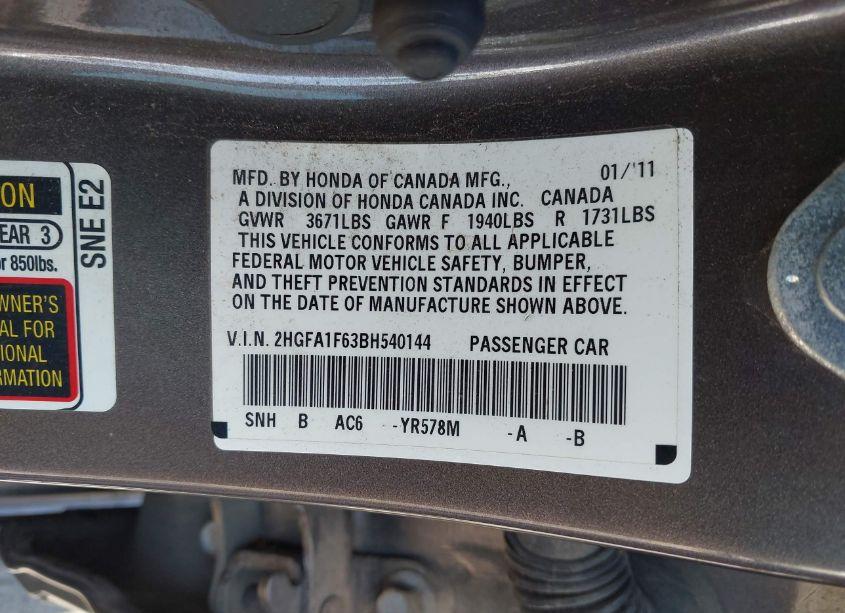 ON
EAR 3
or 850lbs.
SNE E2
WNER'S
AL FOR
IONAL
RMATION
MFD. BY HONDA OF CANADA MFG., 01/'11
A DIVISION OF HONDA CANADA INC. CANADA
GVWR 3671LBS GAWR F 1940LBS R 1731LBS
THIS VEHICLE CONFORMS TO ALL APPLICABLE
FEDERAL MOTOR VEHICLE SAFETY, BUMPER,
AND THEFT PREVENTION STANDARDS IN EFFECT
ON THE DATE OF MANUFACTURE SHOWN ABOVE.
V.I.N. 2HGFA1F63BH540144 PASSENGER CAR
SNH B AC6 -YR578M -A -B